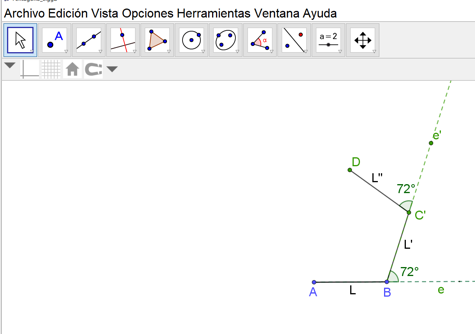 Archivo Edición Vista Opciones Herramientas Ventana Ayuda
A
α
a=2
e'
D
L''
72°
C'
L'
72°
A
L
B
e